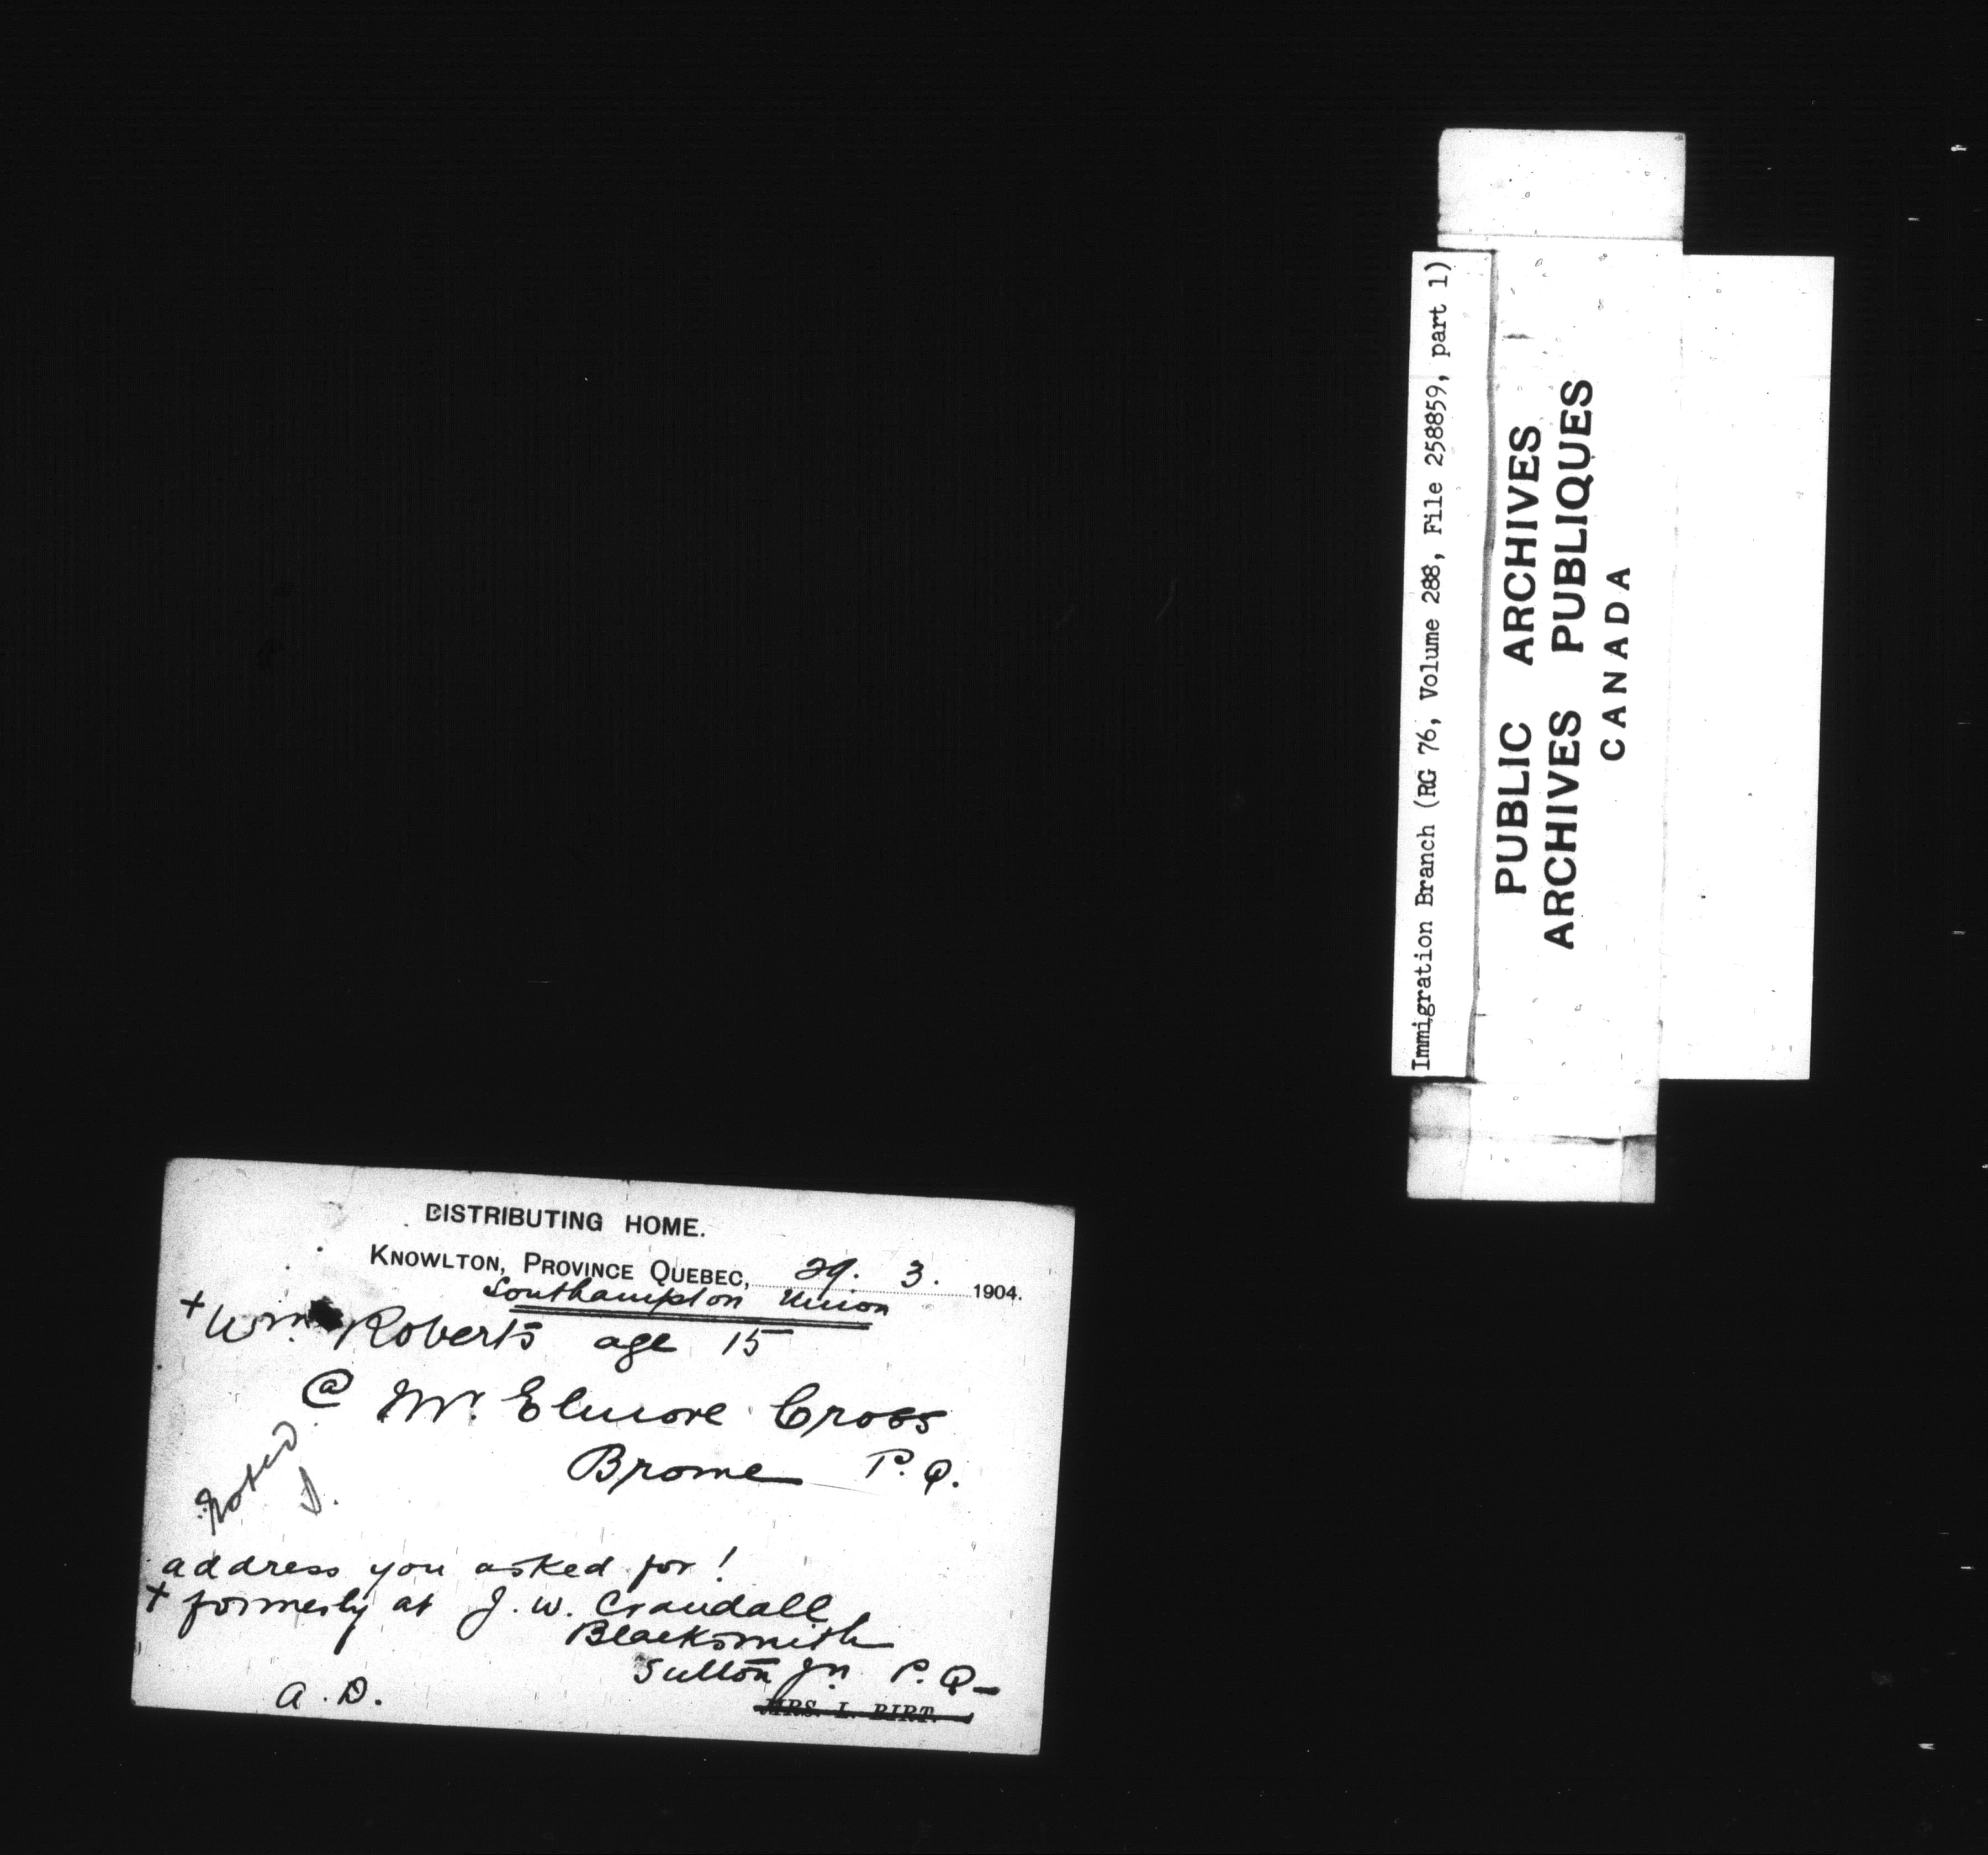 Immigration Branch (RG 76, Volume 288, File 258859, part 1)
PUBLIC ARCHIVES
ARCHIVES PUBLIQUES
CANADA
DISTRIBUTING HOME.
KNOWLTON, PROVINCE QUEBEC, 29. 3. 1904.
Southampton Union
+ Wm. Roberts age 15
@ Mr. Elmore Cross
Brome P.Q.
Noted
address you asked for!
+ formerly at J. W. Crandall
Blacksmith
Sutton Jn P.Q-
A. D.
MRS. L. BIRT.